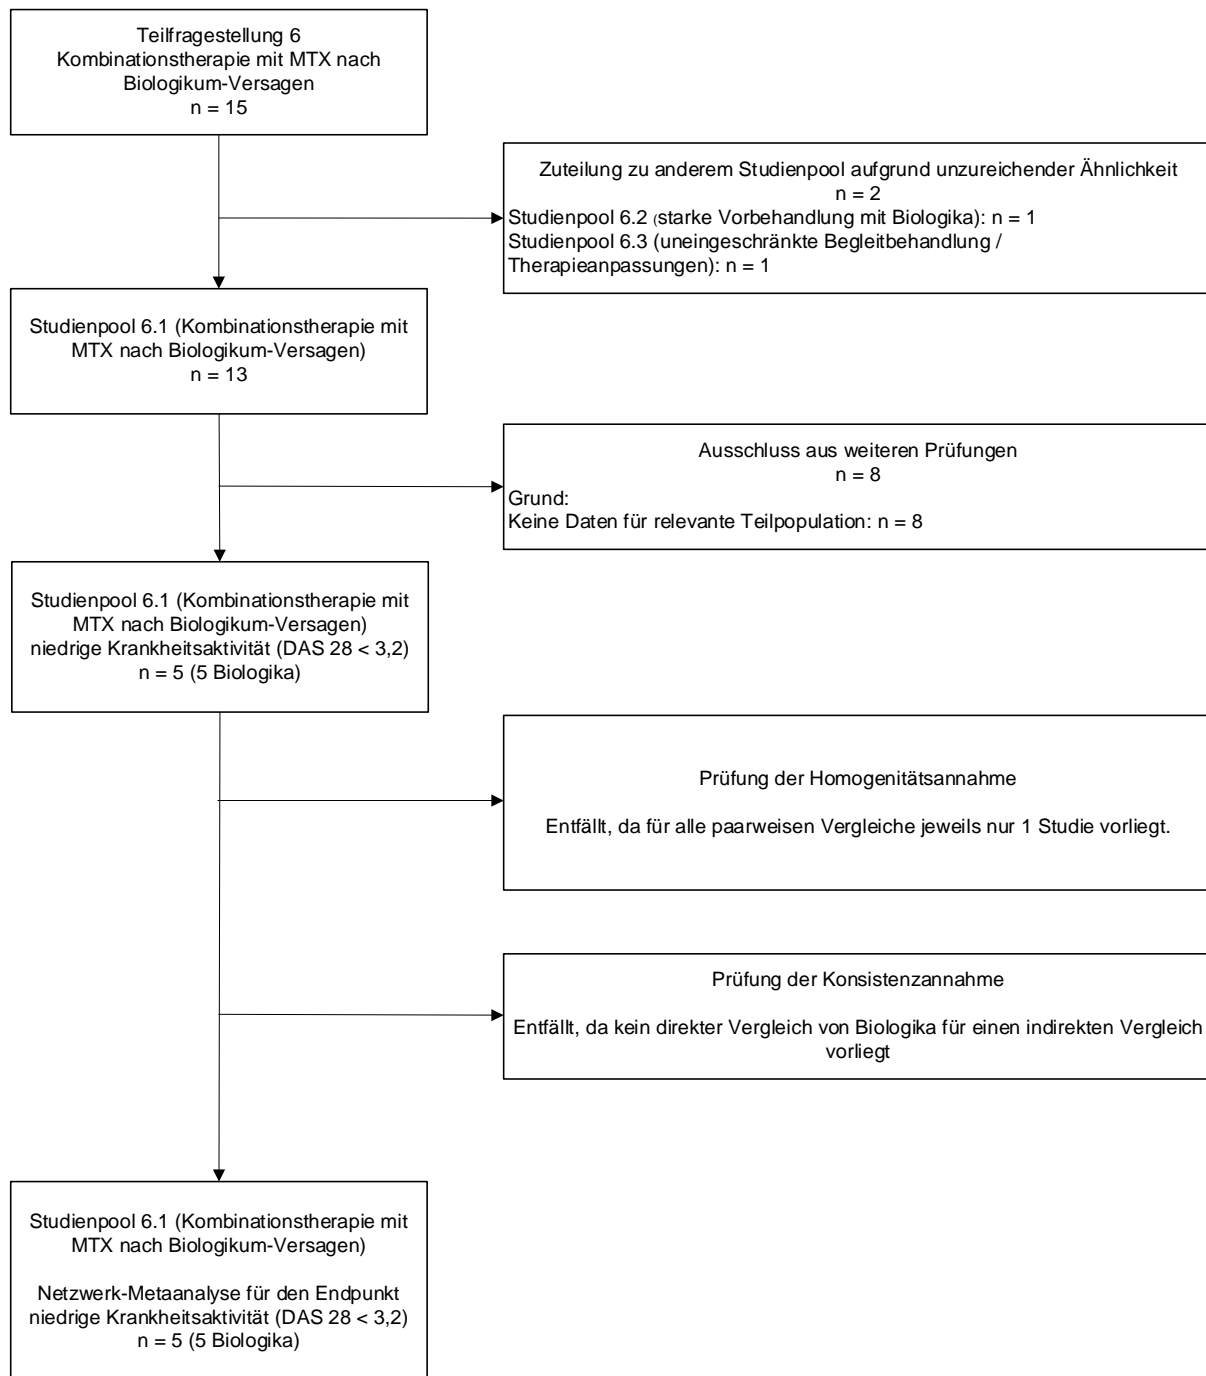 Teilfragestellung 6
Kombinationstherapie mit MTX nach
Biologikum-Versagen
n = 15
Zuteilung zu anderem Studienpool aufgrund unzureichender Ähnlichkeit
n = 2
Studienpool 6.2 (starke Vorbehandlung mit Biologika): n = 1
Studienpool 6.3 (uneingeschränkte Begleitbehandlung /
Therapieanpassungen): n = 1
Studienpool 6.1 (Kombinationstherapie mit
MTX nach Biologikum-Versagen)
n = 13
Ausschluss aus weiteren Prüfungen
n = 8
Grund:
Keine Daten für relevante Teilpopulation: n = 8
Studienpool 6.1 (Kombinationstherapie mit
MTX nach Biologikum-Versagen)
niedrige Krankheitsaktivität (DAS 28 < 3,2)
n = 5 (5 Biologika)
Prüfung der Homogenitätsannahme
Entfällt, da für alle paarweisen Vergleiche jeweils nur 1 Studie vorliegt.
Prüfung der Konsistenzannahme
Entfällt, da kein direkter Vergleich von Biologika für einen indirekten Vergleich
vorliegt
Studienpool 6.1 (Kombinationstherapie mit
MTX nach Biologikum-Versagen)
Netzwerk-Metaanalyse für den Endpunkt
niedrige Krankheitsaktivität (DAS 28 < 3,2)
n = 5 (5 Biologika)